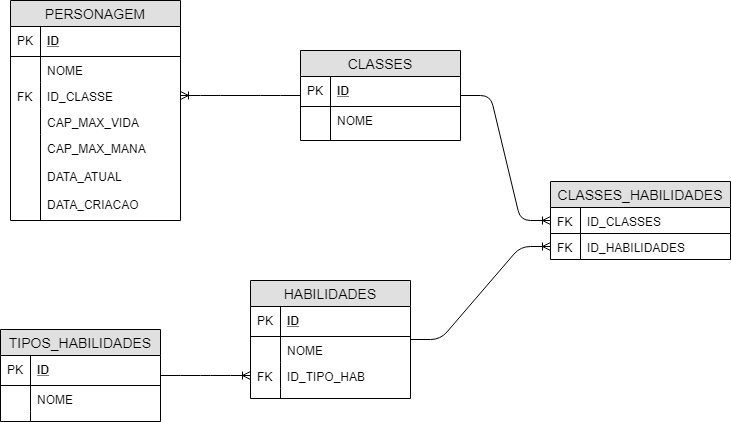 PERSONAGEM
PK ID
NOME
FK ID_CLASSE
CAP_MAX_VIDA
CAP_MAX_MANA
DATA_ATUAL
DATA_CRIACAO
CLASSES
PK ID
NOME
CLASSES_HABILIDADES
FK ID_CLASSES
FK ID_HABILIDADES
HABILIDADES
PK ID
NOME
FK ID_TIPO_HAB
TIPOS_HABILIDADES
PK ID
NOME